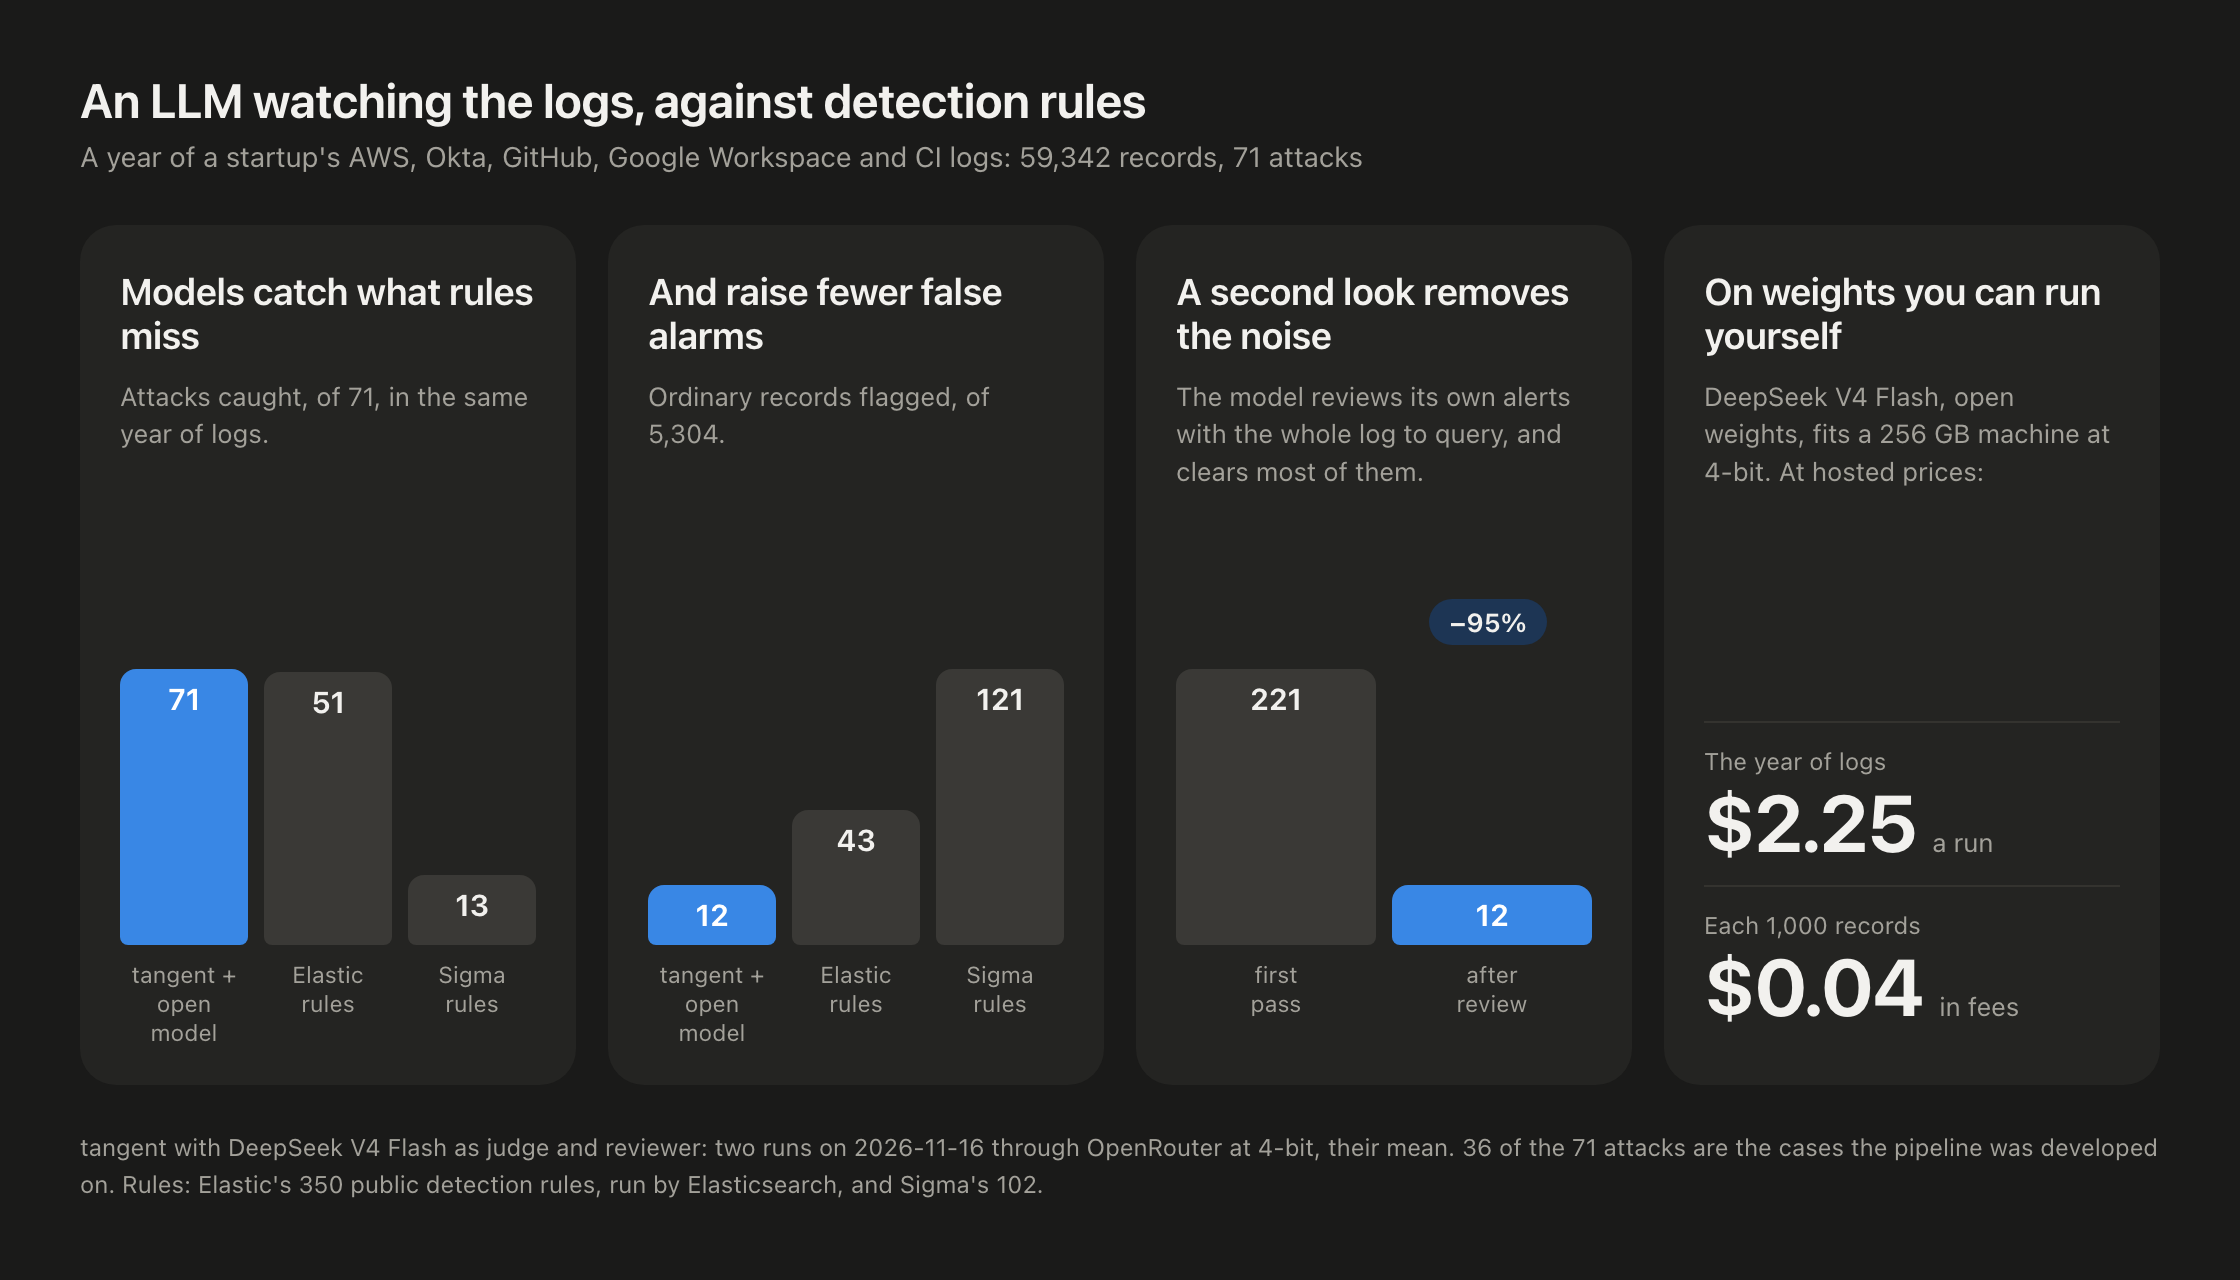 An LLM watching the logs, against detection rules
A year of a startup's AWS, Okta, GitHub, Google Workspace and CI logs: 59,342 records, 71 attacks
Models catch what rules
miss
Attacks caught, of 71, in the same
year of logs.
71
51
13
tangent +
open
model
Elastic
rules
Sigma
rules
And raise fewer false
alarms
Ordinary records flagged, of
5,304.
12
43
121
tangent +
open
model
Elastic
rules
Sigma
rules
A second look removes
the noise
The model reviews its own alerts
with the whole log to query, and
clears most of them.
−95%
221
12
first
pass
after
review
On weights you can run
yourself
DeepSeek V4 Flash, open
weights, fits a 256 GB machine at
4-bit. At hosted prices:
The year of logs
$2.25 a run
Each 1,000 records
$0.04 in fees
tangent with DeepSeek V4 Flash as judge and reviewer: two runs on 2026-11-16 through OpenRouter at 4-bit, their mean. 36 of the 71 attacks are the cases the pipeline was developed
on. Rules: Elastic's 350 public detection rules, run by Elasticsearch, and Sigma's 102.